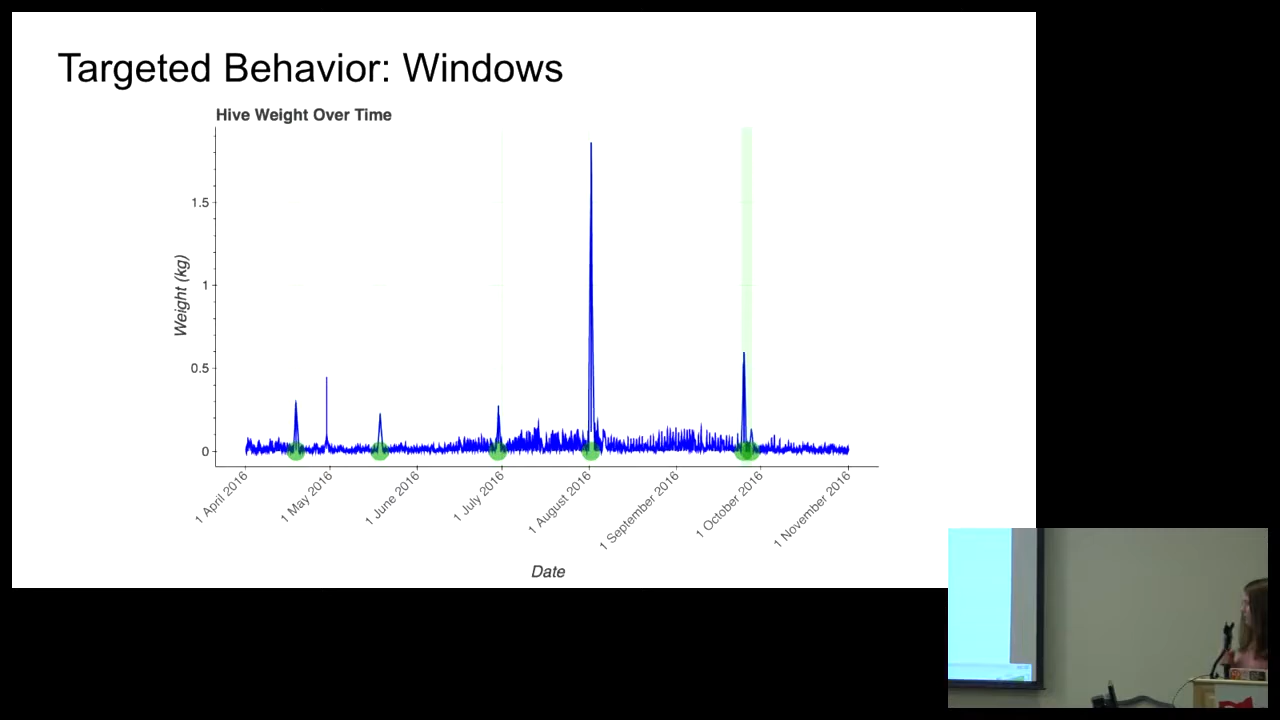 Targeted Behavior: Windows
Hive Weight Over Time
Weight (kg)
1.5
1
0.5
0
1 April 2016
1 May 2016
1 June 2016
1 July 2016
1 August 2016
1 September 2016
1 October 2016
1 November 2016
Date